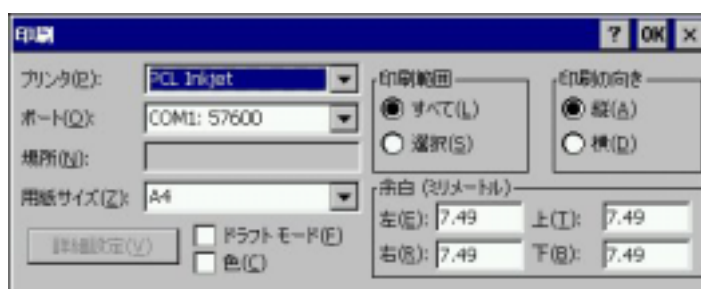 印刷 ? OK ×
プリンタ(P): PCL Inkjet
ポート(O): COM1: 57600
場所(N):
用紙サイズ(Z): A4
詳細設定(V)
ドラフト モード(F)
色(C)
印刷範囲
すべて(L)
選択(S)
印刷の向き
縦(A)
横(D)
余白 (ミリメートル)
左(E): 7.49 上(T): 7.49
右(R): 7.49 下(B): 7.49